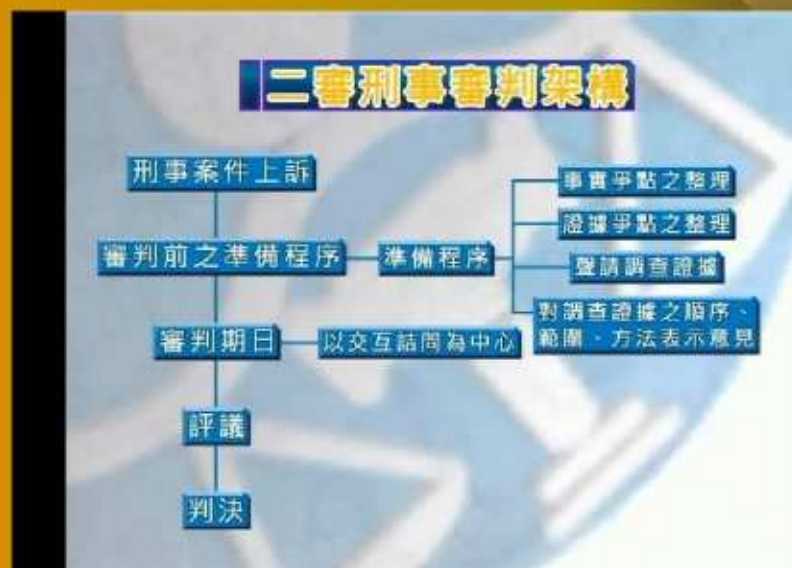 二審刑事審判架構
刑事案件上訴
審判前之準備程序
準備程序
事實爭點之整理
證據爭點之整理
聲請調查證據
對調查證據之順序、
範圍、方法表示意見
審判期日
以交互詰問為中心
評議
判決